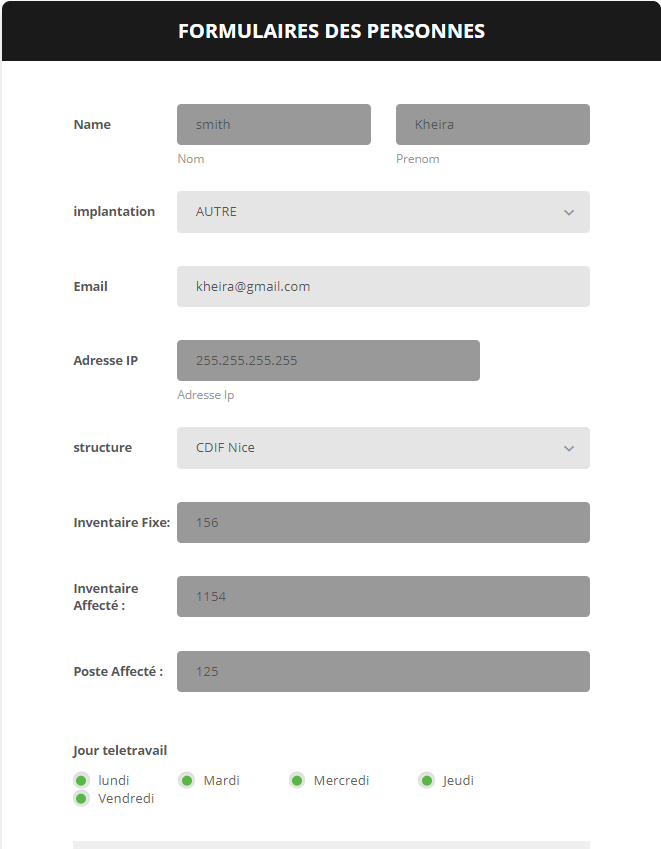 FORMULAIRES DES PERSONNES
Name smith Kheira
Nom Prenom
implantation AUTRE
Email kheira@gmail.com
Adresse IP 255.255.255.255
Adresse Ip
structure CDIF Nice
Inventaire Fixe: 156
Inventaire
Affecté : 1154
Poste Affecté : 125
Jour teletravail
lundi Mardi Mercredi Jeudi
Vendredi